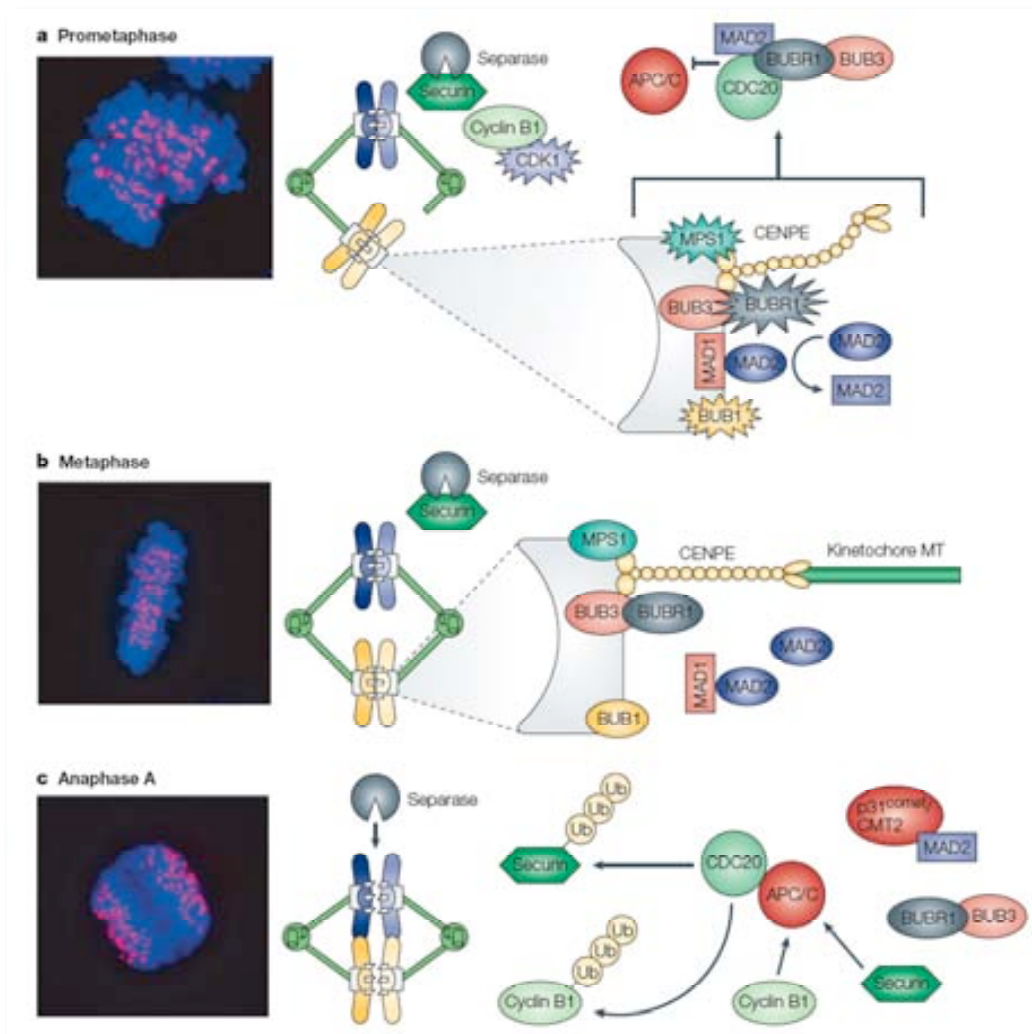 a Prometaphase
Separase
Securin
Cyclin B1
CDK1
MAD2
APC/C
CDC20
BUBR1
BUB3
MPS1
CENPE
BUB3
BUBR1
MAD1
MAD2
MAD2
MAD2
BUB1
b Metaphase
Separase
Securin
MPS1
CENPE
Kinetochore MT
BUB3
BUBR1
MAD2
MAD1
MAD2
BUB1
c Anaphase A
Separase
Ub
Ub
Ub
Securin
CDC20
APC/C
p31comet/
CMT2
MAD2
BUBR1
BUB3
Ub
Ub
Ub
Cyclin B1
Cyclin B1
Securin